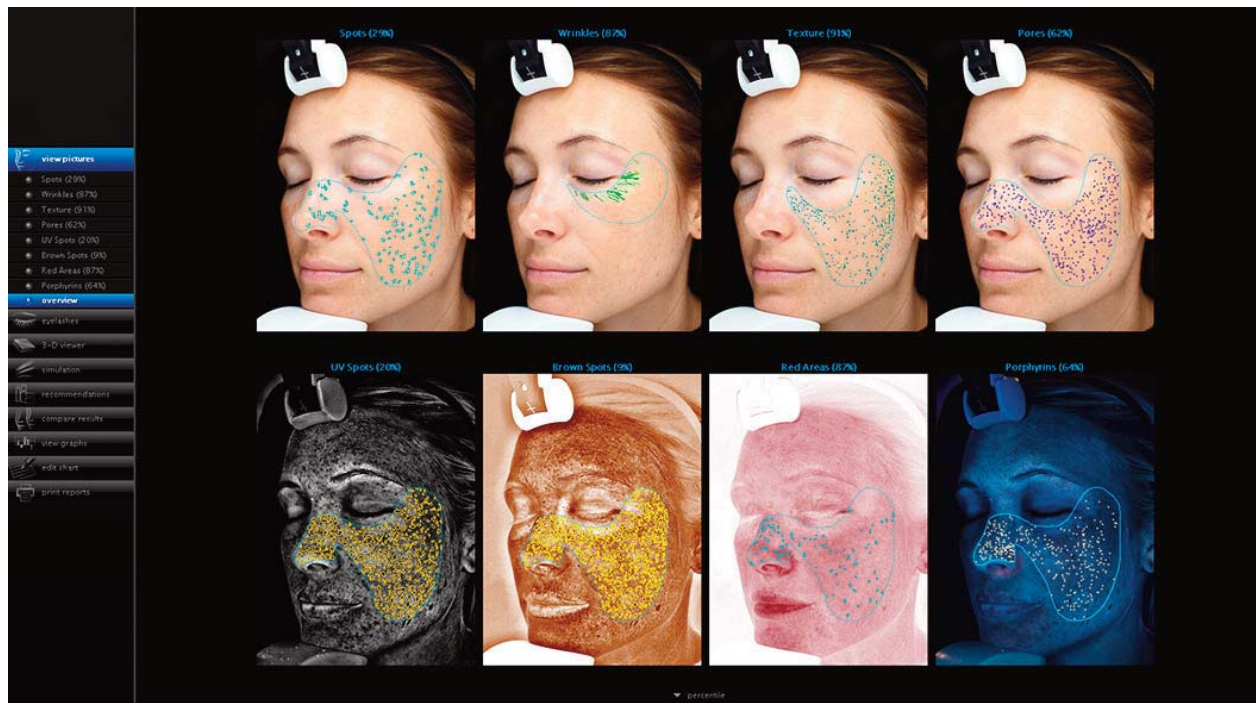 Spots (29%)
Wrinkles (87%)
Texture (91%)
Pores (62%)
view pictures
Spots (29%)
Wrinkles (87%)
Texture (91%)
Pores (62%)
UV Spots (20%)
Brown Spots (9%)
Red Areas (87%)
Porphyrins (64%)
overview
eyelashes
3-D viewer
simulation
recommendations
compare results
view graphs
edit chart
print reports
UV Spots (20%)
Brown Spots (9%)
Red Areas (87%)
Porphyrins (64%)
percentile